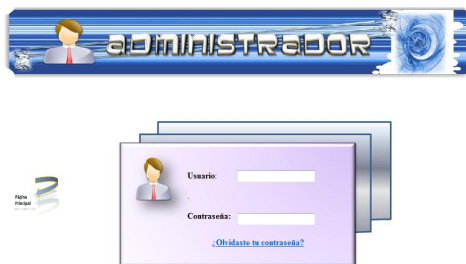 aDMINISTRaDOR
Usuario:
.
Página
Principal
Contraseña:
¿Olvidaste tu contraseña?